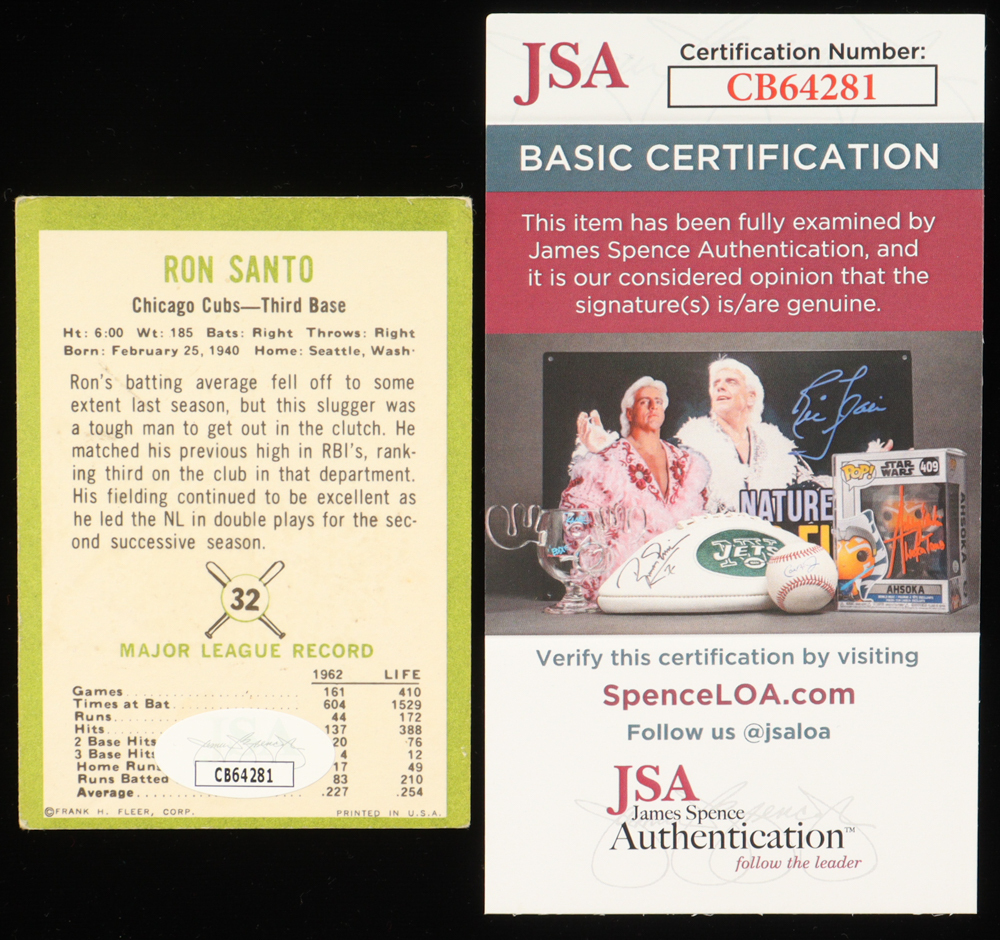 RON SANTO
Chicago Cubs—Third Base
Ht: 6:00 Wt: 185 Bats: Right Throws: Right
Born: February 25, 1940 Home: Seattle, Wash.
Ron's batting average fell off to some
extent last season, but this slugger was
a tough man to get out in the clutch. He
matched his previous high in RBI's, rank-
ing third on the club in that department.
His fielding continued to be excellent as
he led the NL in double plays for the sec-
ond successive season.
32
MAJOR LEAGUE RECORD
1962 LIFE
Games 161 410
Times at Bat 604 1529
Runs 44 172
Hits 137 388
2 Base Hits 20 76
3 Base Hits 4 12
Home Run 17 49
Runs Batted 83 210
Average .227 .254
JSA
CB64281
©FRANK H. FLEER, CORP. PRINTED IN U.S.A.
JSA
Certification Number:
CB64281
BASIC CERTIFICATION
This item has been fully examined by
James Spence Authentication, and
it is our considered opinion that the
signature(s) is/are genuine.
Ric Flair
NATURE
JETS
POP! STAR WARS 409
AHSOKA
AHSOKA
Verify this certification by visiting
SpenceLOA.com
Follow us @jsaloa
JSA
James Spence
Authentication™
follow the leader